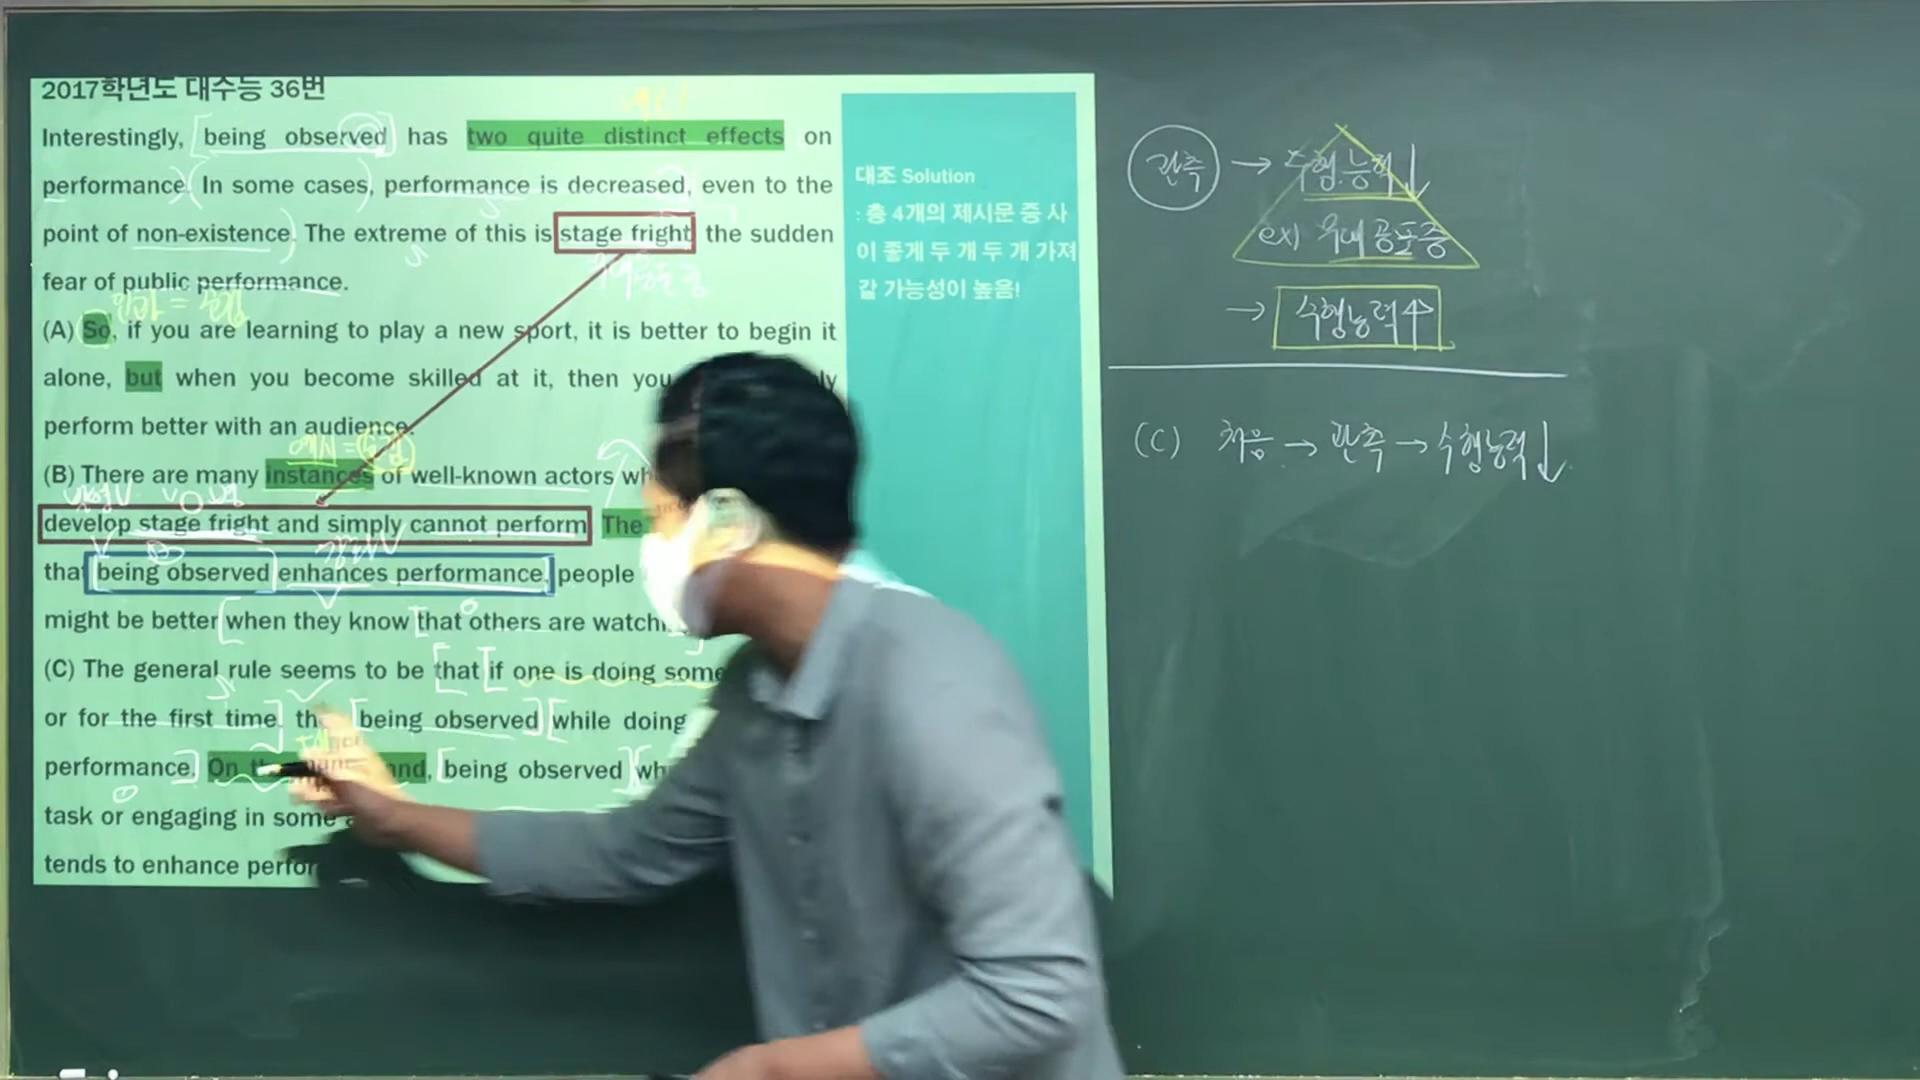 2017학년도 대수능 36번
Interestingly, being observed has two quite distinct effects on
performance. In some cases, performance is decreased, even to the
point of non-existence. The extreme of this is stage fright, the sudden
fear of public performance.
(A) So, if you are learning to play a new sport, it is better to begin it
alone, but when you become skilled at it, then you
perform better with an audience.
(B) There are many instances of well-known actors
develop stage fright and simply cannot perform The
that being observed enhances performance, people
might be better when they know that others are
(C) The general rule seems to be that if one is doing
or for the first time, being observed while doing
performance. On being observed
task or engaging in some
tends to enhance
대조 Solution
: 총 4개의 제시문 중 사
이 좋게 두 개 두 개 가져
갈 가능성이 높음!
관측 → 수행능력↓
ex) 무대공포증
→ 수행능력↑
(C) 처음 → 관측 → 수행능력↓
무대공포증
인과 =
예시 =